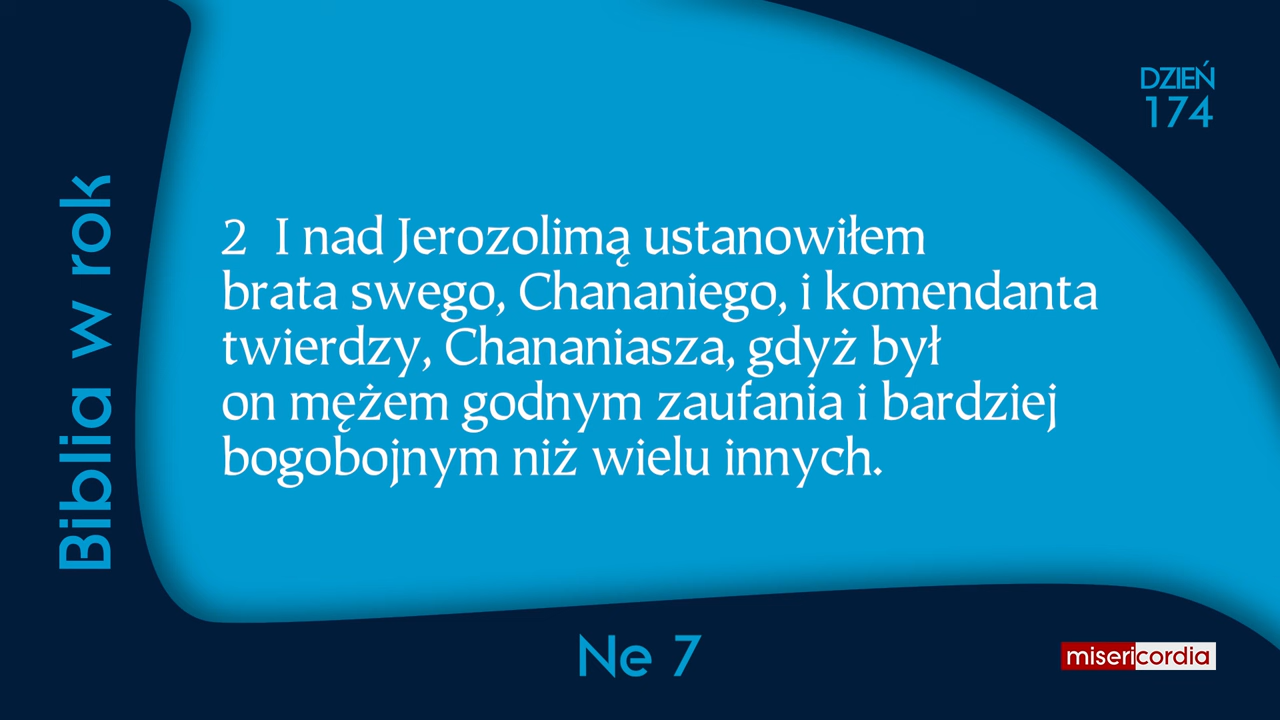 DZIEŃ
174
Biblia w rok
2 I nad Jerozolimą ustanowiłem
brata swego, Chananiego, i komendanta
twierdzy, Chananiasza, gdyż był
on mężem godnym zaufania i bardziej
bogobojnym niż wielu innych.
Ne 7
misericordia